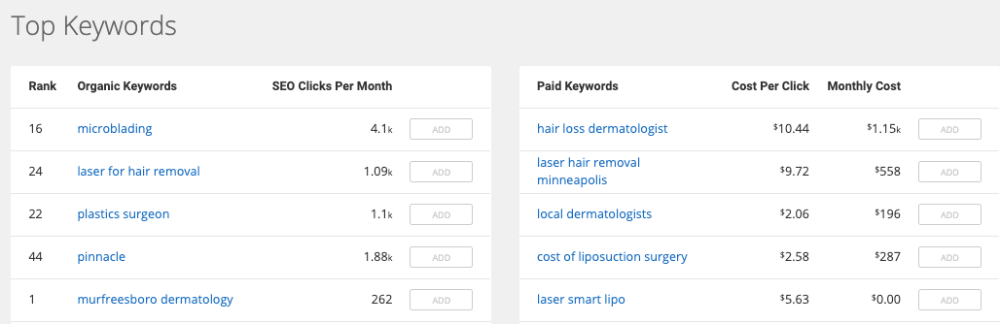 Top Keywords
Rank Organic Keywords SEO Clicks Per Month
16 microblading 4.1k ADD
24 laser for hair removal 1.09k ADD
22 plastics surgeon 1.1k ADD
44 pinnacle 1.88k ADD
1 murfreesboro dermatology 262 ADD
Paid Keywords Cost Per Click Monthly Cost
hair loss dermatologist $10.44 $1.15k ADD
laser hair removal
minneapolis $9.72 $558 ADD
local dermatologists $2.06 $196 ADD
cost of liposuction surgery $2.58 $287 ADD
laser smart lipo $5.63 $0.00 ADD